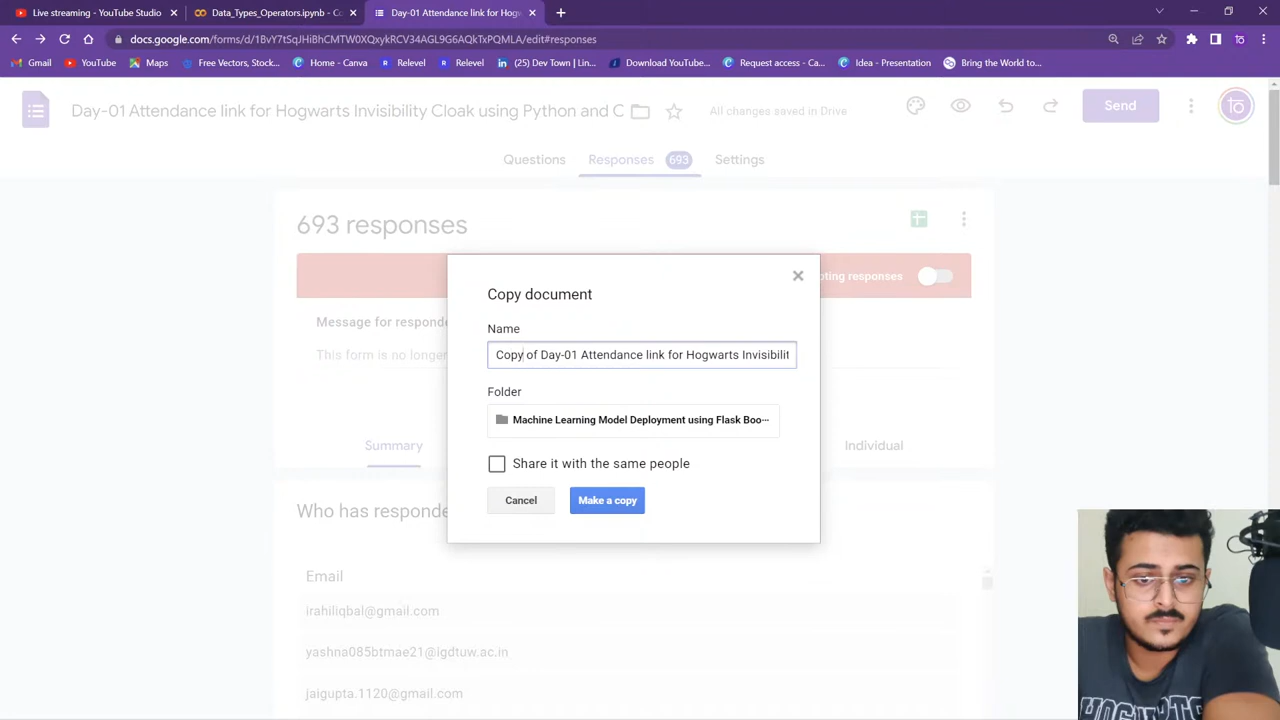 Live streaming - YouTube Studio
Data_Types_Operators.ipynb - C
Day-01 Attendance link for Hogw
docs.google.com/forms/d/1BvY7tSqJHiBhCMTW0XQxykRCV34AGL9G6AQkTxPQMLA/edit#responses
Gmail YouTube Maps Free Vectors, Stock... Home - Canva Relevel Relevel (25) Dev Town | Lin... Download YouTube... Request access - Ca... Idea - Presentation Bring the World to...
Day-01 Attendance link for Hogwarts Invisibility Cloak using Python and C
All changes saved in Drive
Send
Questions Responses 693 Settings
693 responses
pting responses
Message for responde
This form is no longer
Summary
Individual
Who has responde
Email
irahiliqbal@gmail.com
yashna085btmae21@igdtuw.ac.in
jaigupta.1120@gmail.com
Copy document
Name
Copy of Day-01 Attendance link for Hogwarts Invisibilit
Folder
Machine Learning Model Deployment using Flask Boo...
Share it with the same people
Cancel Make a copy
HOGWARTS